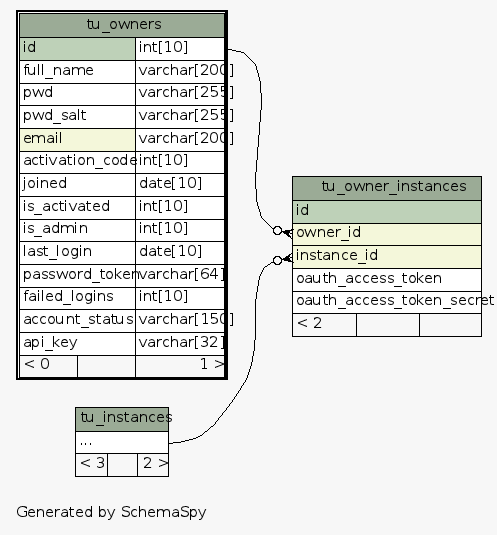 tu_owners
id int[10]
full_name varchar[200]
pwd varchar[255]
pwd_salt varchar[255]
email varchar[200]
activation_code int[10]
joined date[10]
is_activated int[10]
is_admin int[10]
last_login date[10]
password_token varchar[64]
failed_logins int[10]
account_status varchar[150]
api_key varchar[32]
< 0 1 >
tu_owner_instances
id
owner_id
instance_id
oauth_access_token
oauth_access_token_secret
< 2
tu_instances
...
< 3 2 >
Generated by SchemaSpy